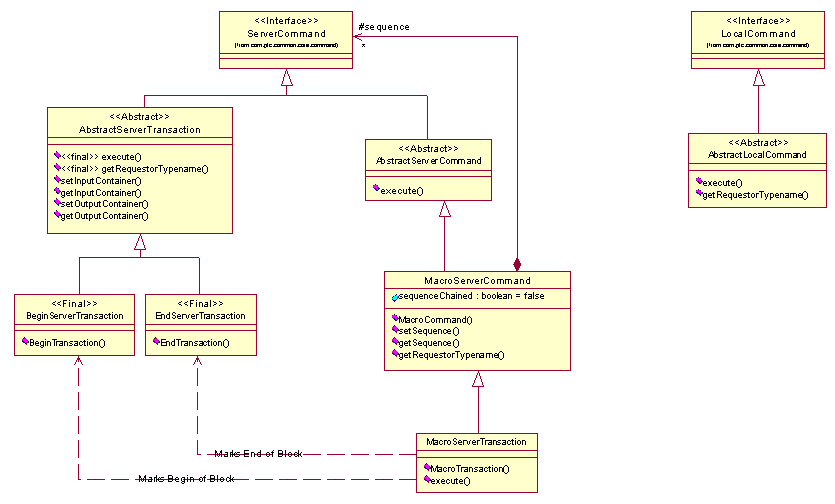 <<Interface>>
ServerCommand
(from com.plc.common.ooe.command)
#sequence
*
<<Interface>>
LocalCommand
(from com.plc.common.ooe.command)
<<Abstract>>
AbstractServerTransaction
<<final>> execute()
<<final>> getRequestorTypename()
setInputContainer()
getInputContainer()
setOutputContainer()
getOutputContainer()
<<Abstract>>
AbstractServerCommand
execute()
<<Abstract>>
AbstractLocalCommand
execute()
getRequestorTypename()
<<Final>>
BeginServerTransaction
BeginTransaction()
<<Final>>
EndServerTransaction
EndTransaction()
MacroServerCommand
sequenceChained : boolean = false
MacroCommand()
setSequence()
getSequence()
getRequestorTypename()
MacroServerTransaction
MacroTransaction()
execute()
Marks End of Block
Marks Begin of Block